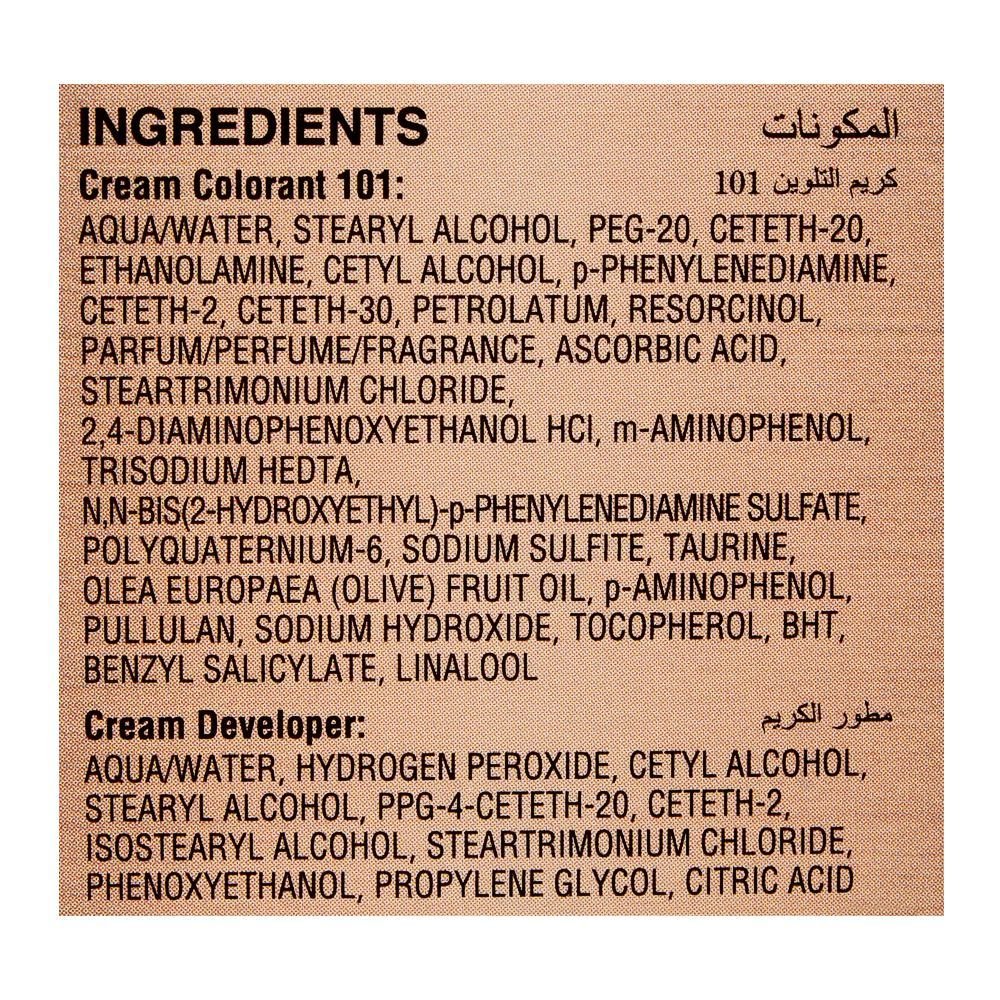 INGREDIENTS المكونات
Cream Colorant 101: كريم التلوين 101
AQUA/WATER, STEARYL ALCOHOL, PEG-20, CETETH-20,
ETHANOLAMINE, CETYL ALCOHOL, p-PHENYLENEDIAMINE,
CETETH-2, CETETH-30, PETROLATUM, RESORCINOL,
PARFUM/PERFUME/FRAGRANCE, ASCORBIC ACID,
STEARTRIMONIUM CHLORIDE,
2,4-DIAMINOPHENOXYETHANOL HCl, m-AMINOPHENOL,
TRISODIUM HEDTA,
N,N-BIS(2-HYDROXYETHYL)-p-PHENYLENEDIAMINE SULFATE,
POLYQUATERNIUM-6, SODIUM SULFITE, TAURINE,
OLEA EUROPAEA (OLIVE) FRUIT OIL, p-AMINOPHENOL,
PULLULAN, SODIUM HYDROXIDE, TOCOPHEROL, BHT,
BENZYL SALICYLATE, LINALOOL
Cream Developer: مطور الكريم
AQUA/WATER, HYDROGEN PEROXIDE, CETYL ALCOHOL,
STEARYL ALCOHOL, PPG-4-CETETH-20, CETETH-2,
ISOSTEARYL ALCOHOL, STEARTRIMONIUM CHLORIDE,
PHENOXYETHANOL, PROPYLENE GLYCOL, CITRIC ACID